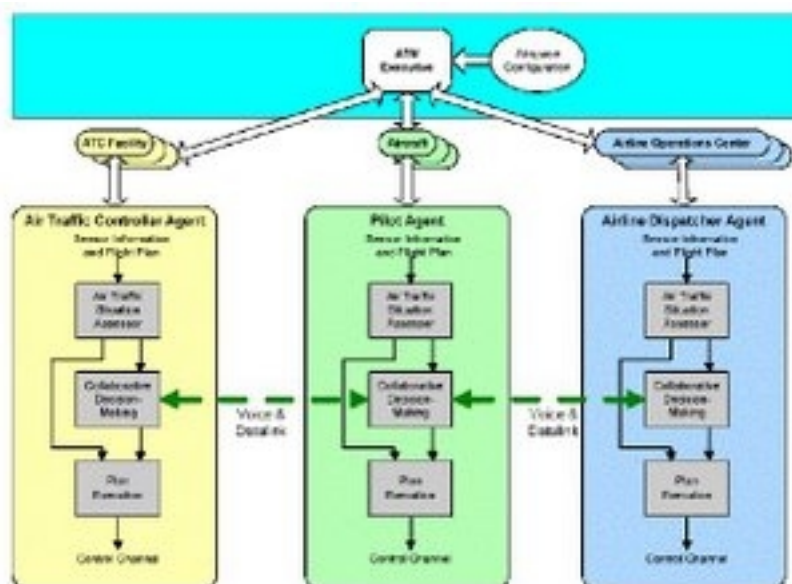 ATM
Executive
Airspace
Configuration
ATC Facility
Aircraft
Airline Operations Center
Air Traffic Controller Agent
Sensor Information
and Flight Plan
Air Traffic
Situation
Assessor
Collaborative
Decision-
Making
Plan
Execution
Control Channel
Voice &
Datalink
Pilot Agent
Sensor Information
and Flight Plan
Air Traffic
Situation
Assessor
Collaborative
Decision-
Making
Plan
Execution
Control Channel
Voice &
Datalink
Airline Dispatcher Agent
Sensor Information
and Flight Plan
Air Traffic
Situation
Assessor
Collaborative
Decision-
Making
Plan
Execution
Control Channel